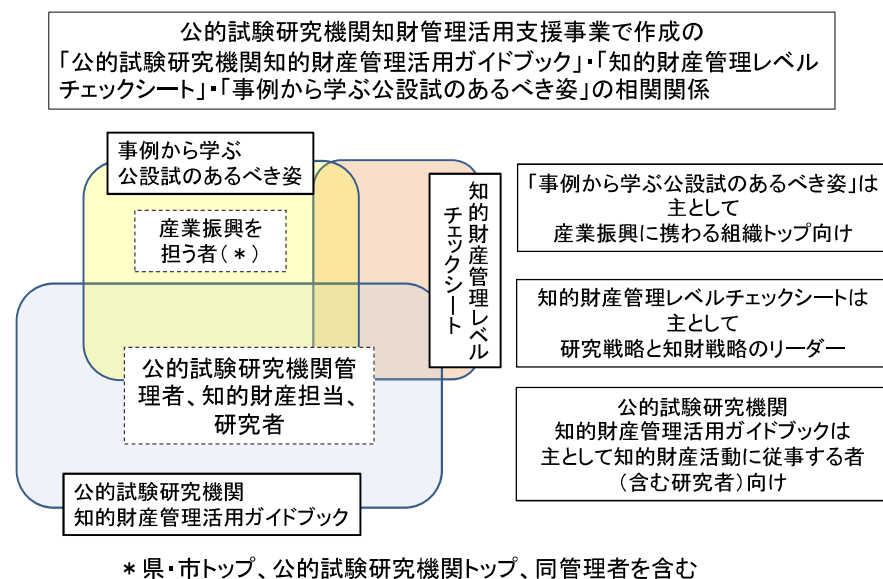 公的試験研究機関知財管理活用支援事業で作成の
「公的試験研究機関知的財産管理活用ガイドブック」・「知的財産管理レベル
チェックシート」・「事例から学ぶ公設試のあるべき姿」の相関関係
事例から学ぶ
公設試のあるべき姿
産業振興を
担う者(*)
知的財産管理レベル
チェックシート
公的試験研究機関管
理者、知的財産担当、
研究者
公的試験研究機関
知的財産管理活用ガイドブック
「事例から学ぶ公設試のあるべき姿」は
主として
産業振興に携わる組織トップ向け
知的財産管理レベルチェックシートは
主として
研究戦略と知財戦略のリーダー
公的試験研究機関
知的財産管理活用ガイドブックは
主として知的財産活動に従事する者
(含む研究者)向け
*県・市トップ、公的試験研究機関トップ、同管理者を含む